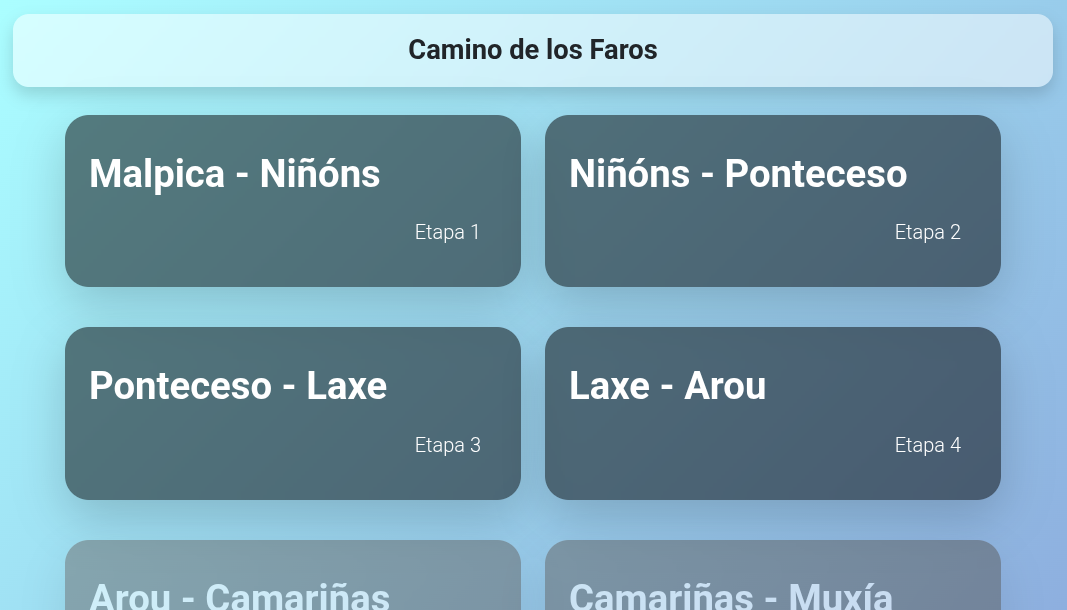 Camino de los Faros
Malpica - Niñóns
Etapa 1
Niñóns - Ponteceso
Etapa 2
Ponteceso - Laxe
Etapa 3
Laxe - Arou
Etapa 4
Arou - Camariñas
Camariñas - Muxía